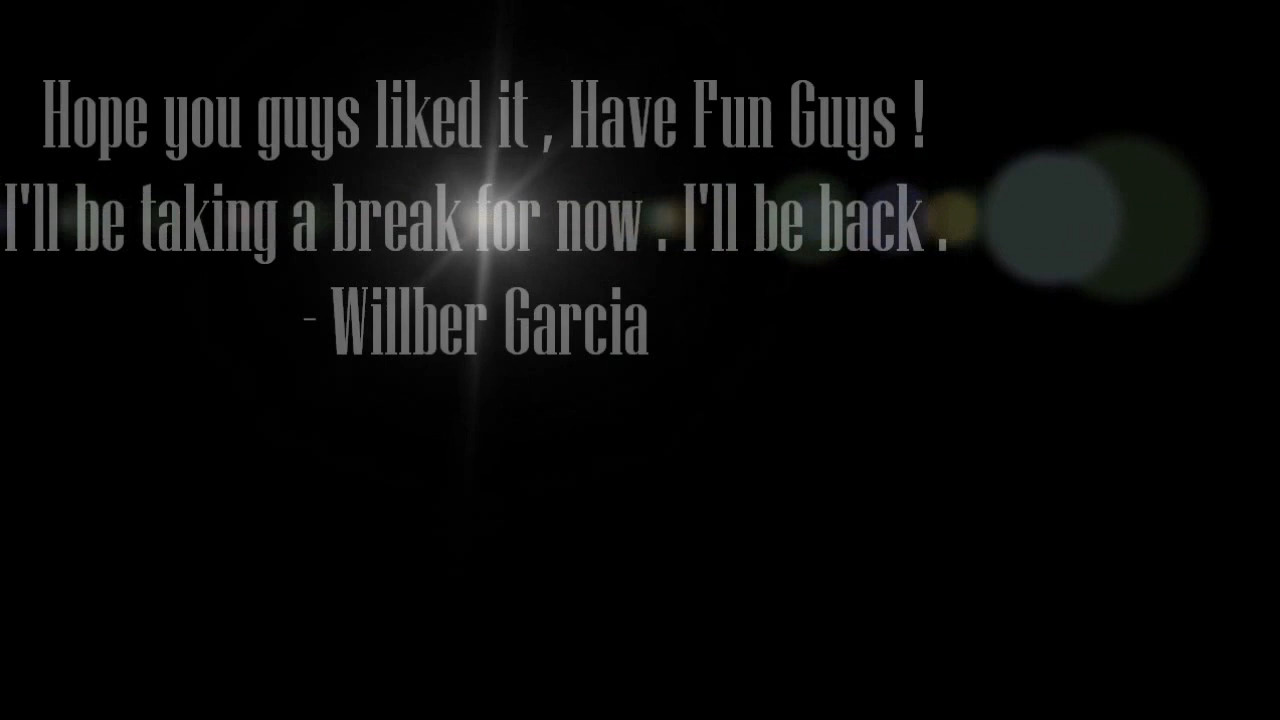 Hope you guys liked it , Have Fun Guys !
I'll be taking a break for now . I'll be back .
- Willber Garcia